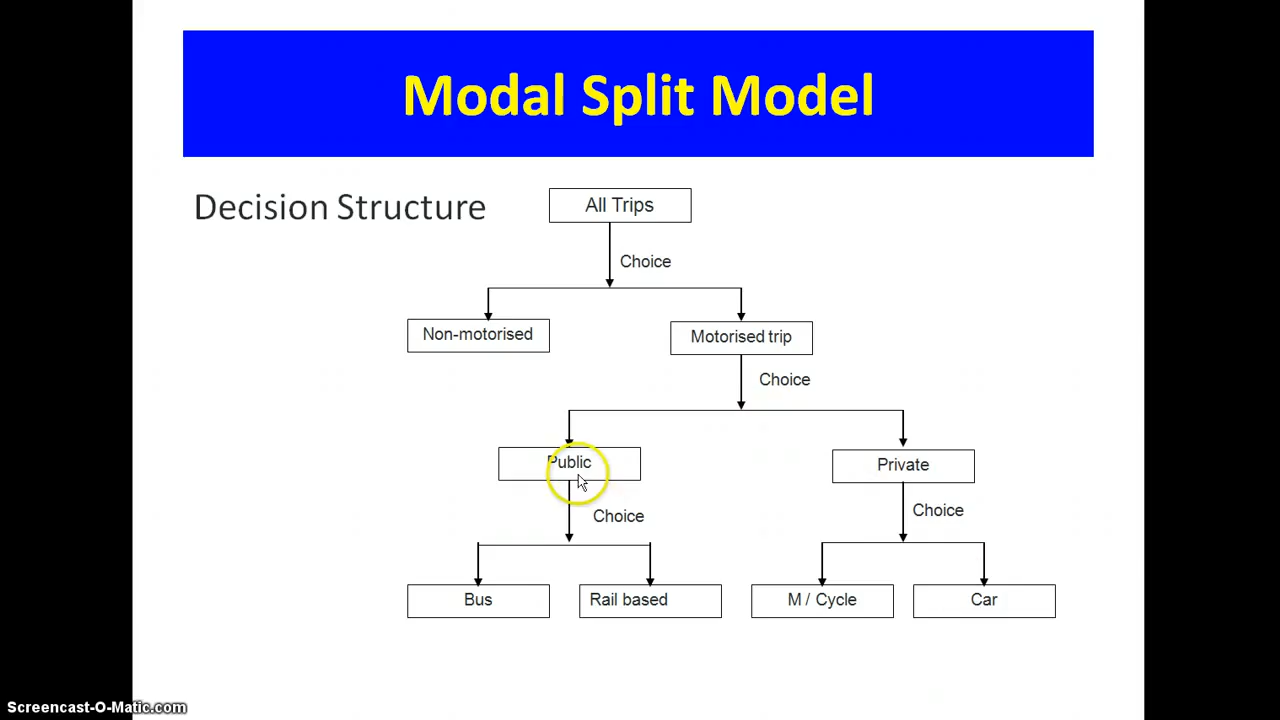 Modal Split Model
Decision Structure
All Trips
Choice
Non-motorised
Motorised trip
Choice
Public
Private
Choice
Choice
Bus
Rail based
M / Cycle
Car
Screencast-O-Matic.com